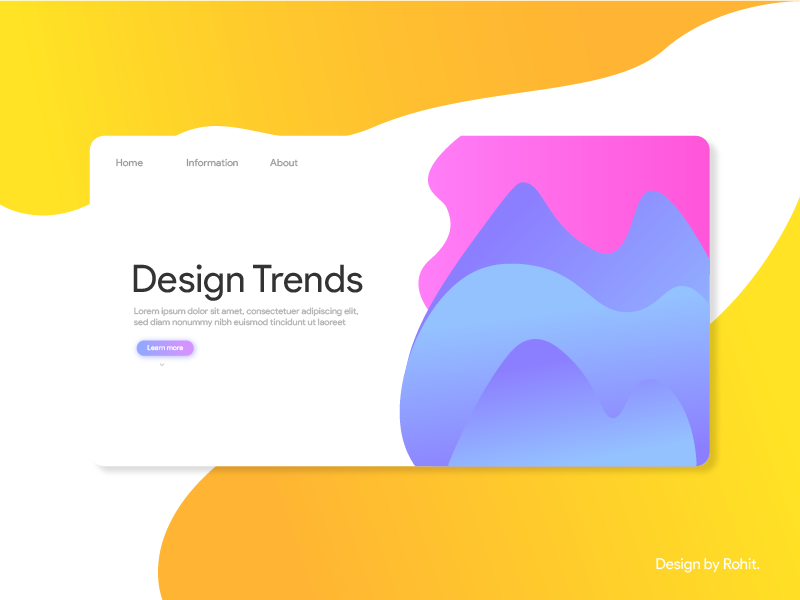 Home Information About
Design Trends
Lorem ipsum dolor sit amet, consectetuer adipiscing elit,
sed diam nonummy nibh euismod tincidunt ut laoreet
Learn more
Design by Rohit.